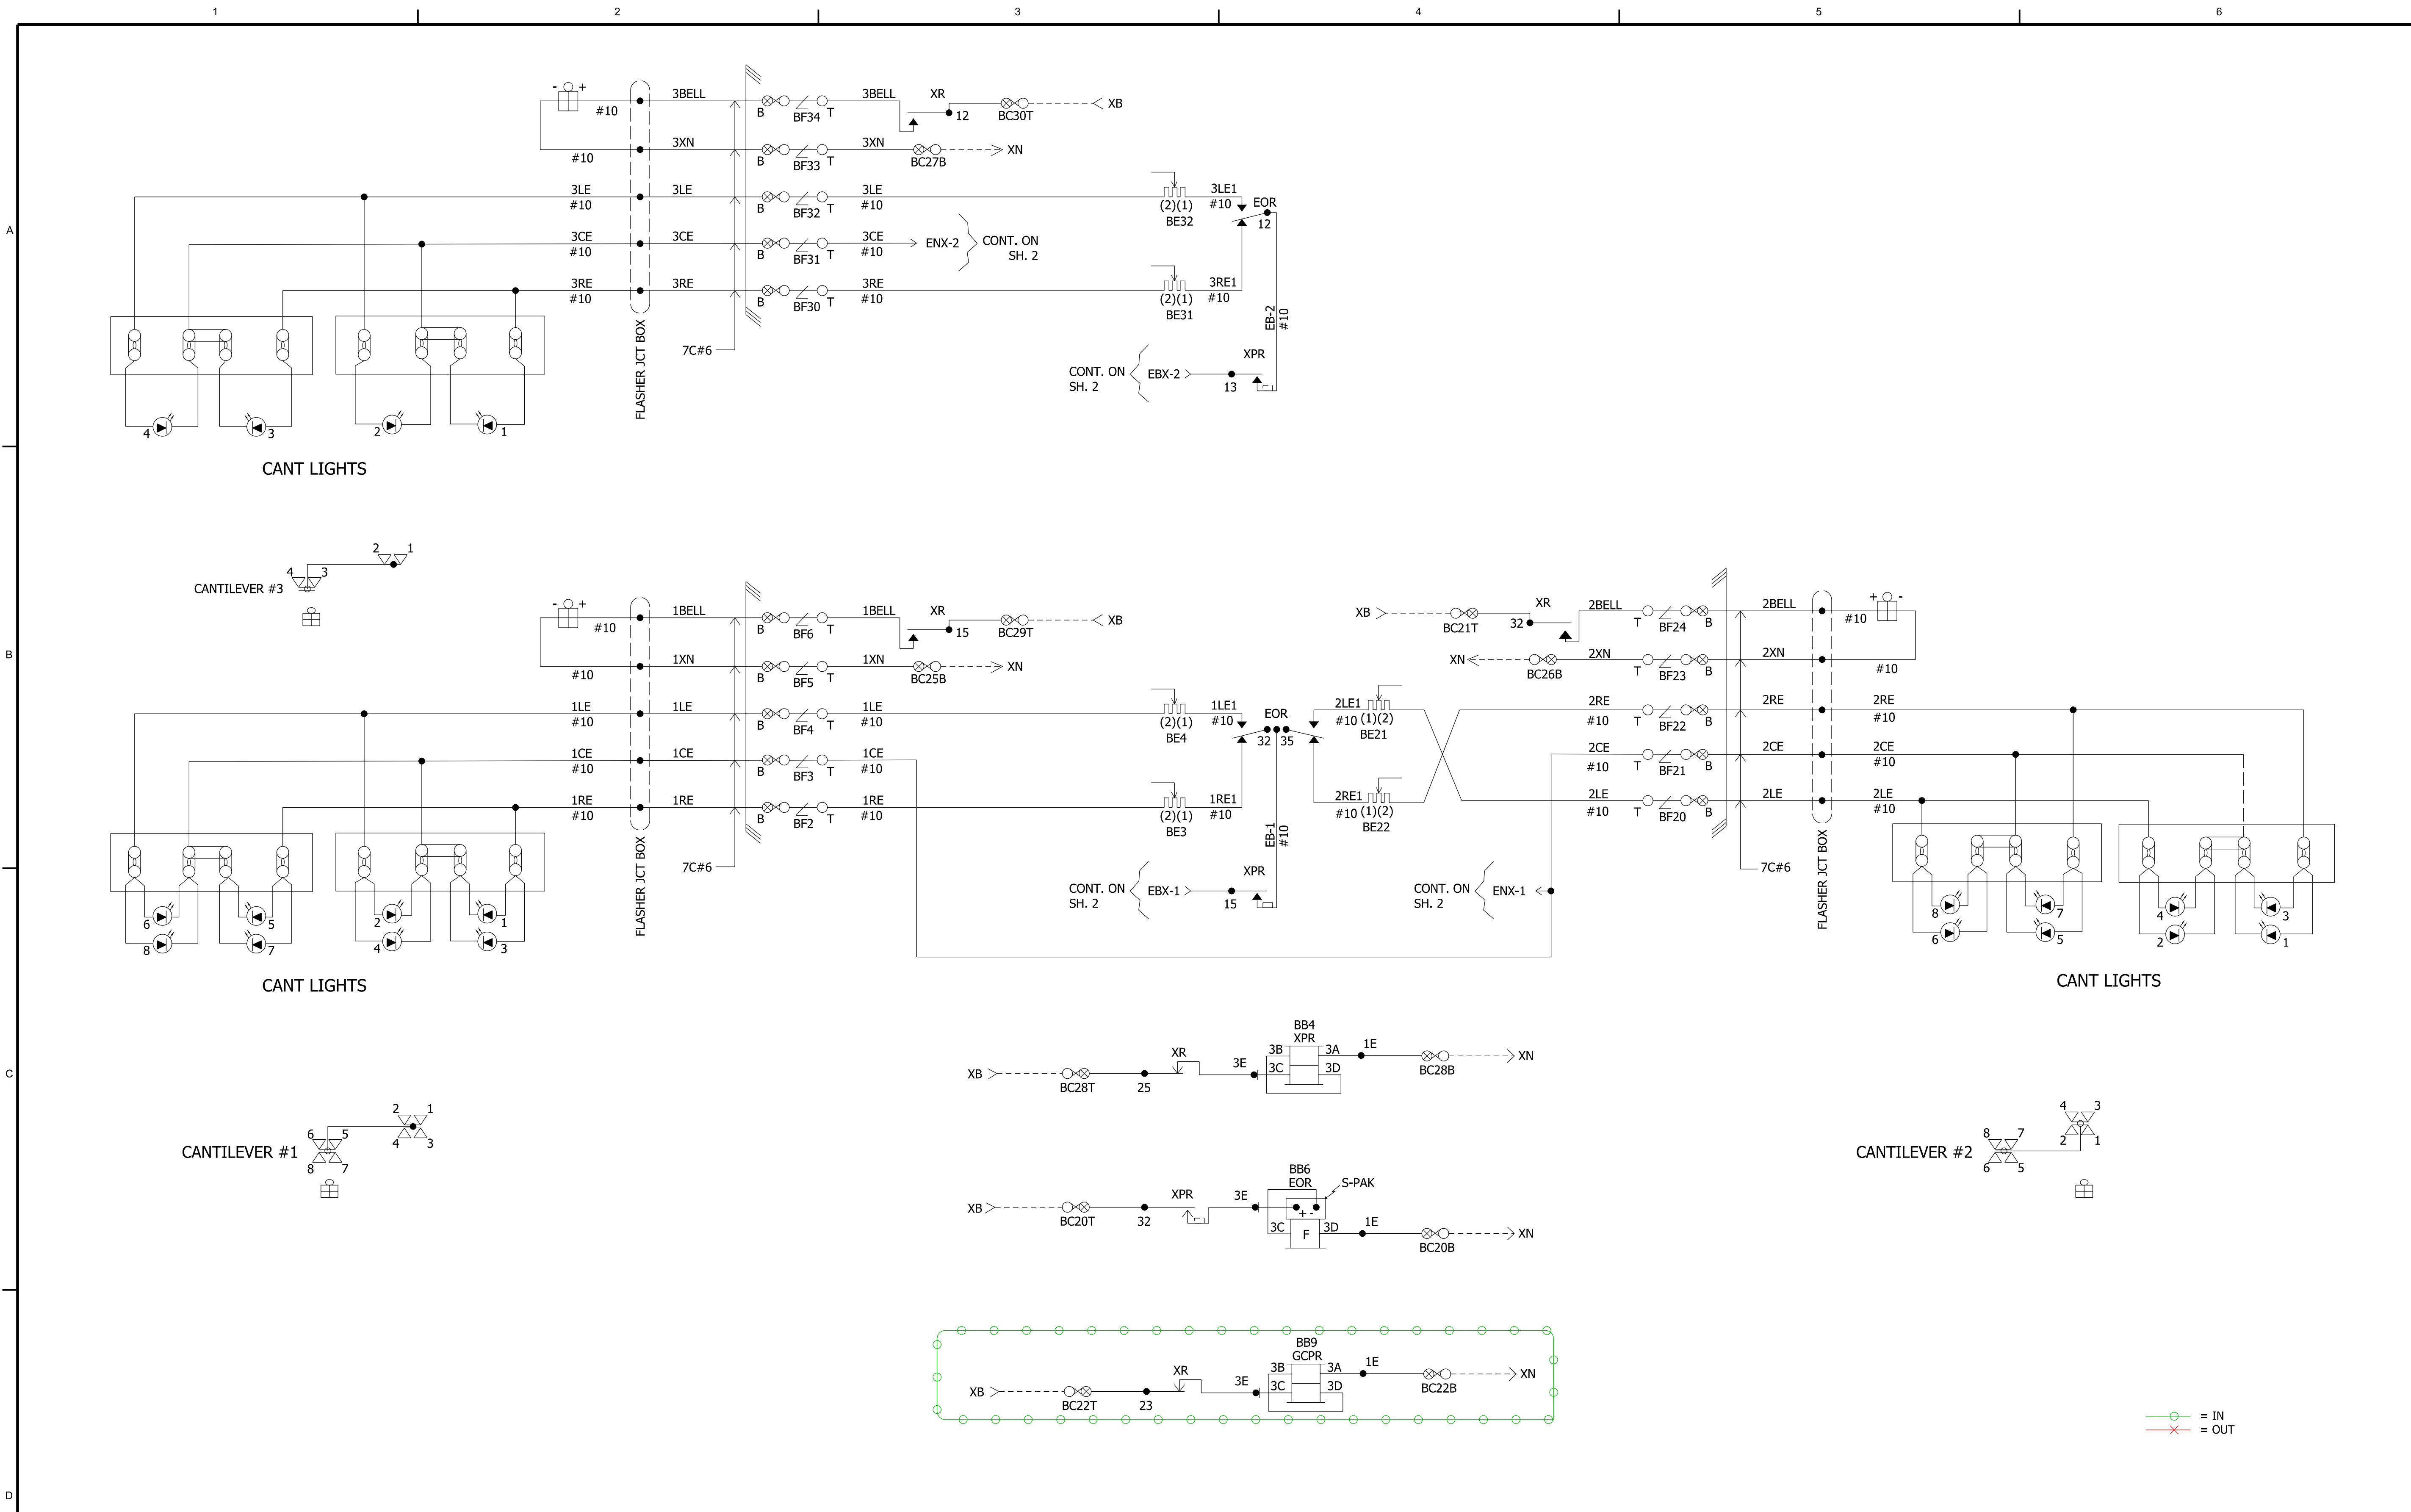 1 2 3 4 5 6
A
B
C
D
- +
#10
3BELL
B
BF34
T
3BELL
XR
12
BC30T
XB
#10
3XN
B
BF33
T
3XN
BC27B
XN
3LE
#10
3LE
B
BF32
T
3LE
#10
(2)(1)
BE32
3LE1
#10
EOR
12
3CE
#10
3CE
B
BF31
T
3CE
#10
ENX-2
CONT. ON
SH. 2
3RE
#10
3RE
B
BF30
T
3RE
#10
(2)(1)
BE31
3RE1
#10
EB-2
#10
FLASHER JCT BOX
7C#6
CONT. ON
SH. 2
EBX-2
XPR
13
4 3 2 1
CANT LIGHTS
2 1
4 3
CANTILEVER #3
- +
#10
1BELL
B
BF6
T
1BELL
XR
15
BC29T
XB
#10
1XN
B
BF5
T
1XN
BC25B
XN
1LE
#10
1LE
B
BF4
T
1LE
#10
(2)(1)
BE4
1LE1
#10
EOR
32 35
1CE
#10
1CE
B
BF3
T
1CE
#10
1RE
#10
1RE
B
BF2
T
1RE
#10
(2)(1)
BE3
1RE1
#10
EB-1
#10
FLASHER JCT BOX
7C#6
CONT. ON
SH. 2
EBX-1
XPR
15
6 5 2 1
8 7 4 3
CANT LIGHTS
XB
BC21T
32
XR
2BELL
T
BF24
B
2BELL
#10
+ -
XN
BC26B
2XN
T
BF23
B
2XN
#10
2LE1
#10 (1)(2)
BE21
2RE
#10
T
BF22
B
2RE
2RE
#10
2CE
#10
T
BF21
B
2CE
2CE
#10
2RE1
#10 (1)(2)
BE22
2LE
#10
T
BF20
B
2LE
2LE
#10
CONT. ON
SH. 2
ENX-1
7C#6
FLASHER JCT BOX
8 7 4 3
6 5 2 1
CANT LIGHTS
2 1
6 5 4 3
CANTILEVER #1
8 7
XB
BC28T
25
XR
3E
BB4
XPR
3B
3C
3A
3D
1E
BC28B
XN
4 3
8 7 2 1
CANTILEVER #2
6 5
XB
BC20T
32
XPR
3E
BB6
EOR
S-PAK
+ -
3C
F
3D
1E
BC20B
XN
XB
BC22T
23
XR
3E
BB9
GCPR
3B
3C
3A
3D
1E
BC22B
XN
= IN
= OUT